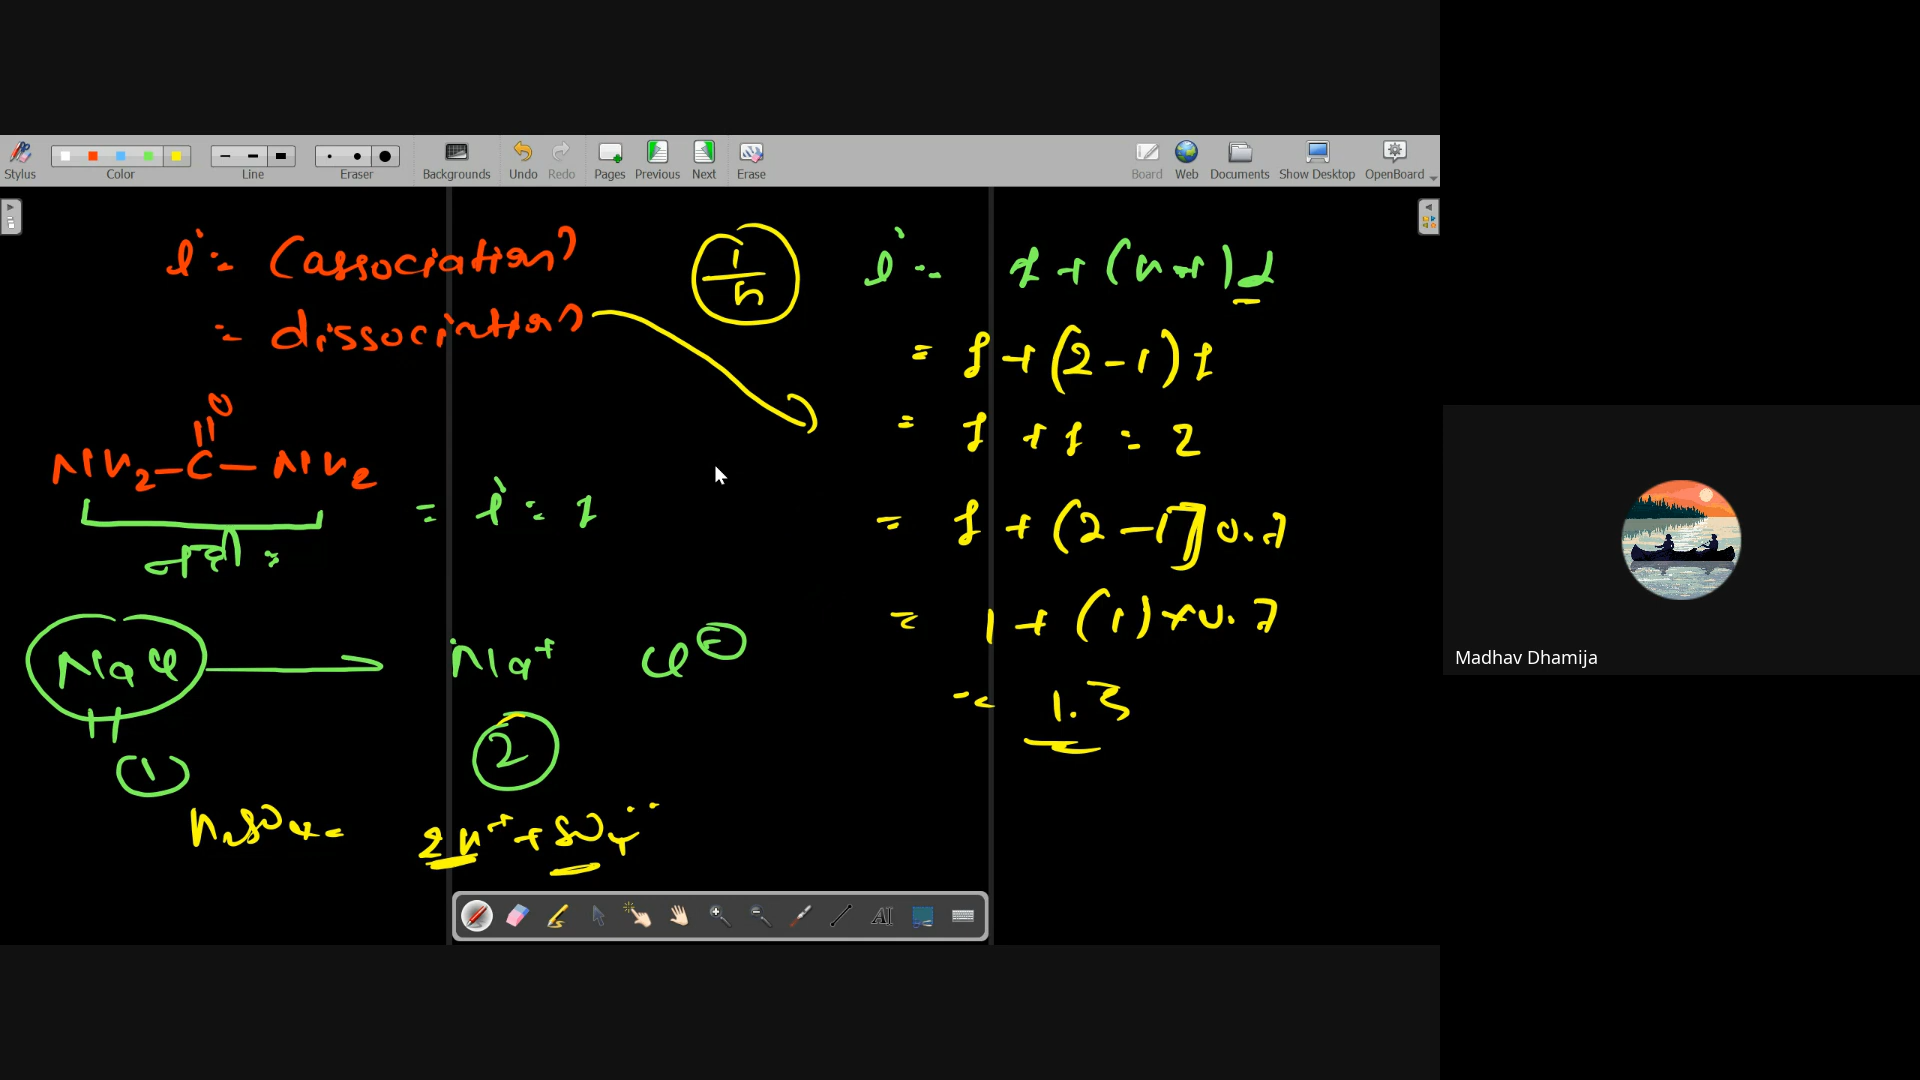 Stylus Color Line Eraser Backgrounds Undo Redo Pages Previous Next Erase Board Web Documents Show Desktop OpenBoard
i = (association)
= dissociation
1/n
NH2-C-NH2
O
= i = 1
नही =
NaCl → Na+ Cl-
(1)
(2)
H2SO4 = 2H+ + SO4--
i = 1 + (n-1)α
= 1 + (2-1) 1
= 1 + 1 = 2
= 1 + (2-1] 0.7
= 1 + (1) × 0.7
= 1.3
AI
Madhav Dhamija